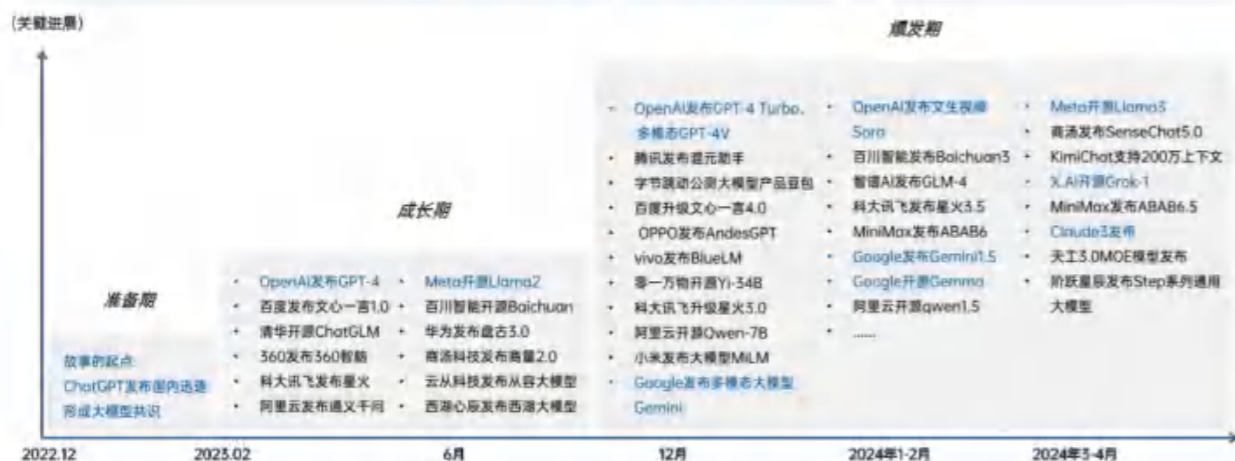 (关键进展)
爆发期
成长期
准备期
故事的起点
ChatGPT发布国内迅速
形成大模型共识
· OpenAI发布GPT-4
· 百度发布文心一言1.0
· 清华开源ChatGLM
· 360发布360智脑
· 科大讯飞发布星火
· 阿里云发布通义千问
· Meta开源Llama2
· 百川智能开源Baichuan
· 华为发布盘古3.0
· 商汤科技发布商量2.0
· 云从科技发布从容大模型
· 西湖心辰发布西湖大模型
· OpenAI发布GPT-4 Turbo、
多模态GPT-4V
· 腾讯发布混元助手
· 字节跳动公测大模型产品豆包
· 百度升级文心一言4.0
· OPPO发布AndesGPT
· vivo发布BlueLM
· 零一万物开源Yi-34B
· 科大讯飞升级星火3.0
· 阿里云开源Qwen-7B
· 小米发布大模型MiLM
· Google发布多模态大模型
Gemini
· OpenAI发布文生视频
Sora
· 百川智能发布Baichuan3
· 智谱AI发布GLM-4
· 科大讯飞发布星火3.5
· MiniMax发布ABAB6
· Google发布Gemini1.5
· Google开源Gemma
· 阿里云开源qwen1.5
· ......
· Meta开源Llama3
· 商汤发布SenseChat5.0
· KimiChat支持200万上下文
· X.AI开源Grok-1
· MiniMax发布ABAB6.5
· Claude3发布
· 天工3.0MOE模型发布
· 阶跃星辰发布Step系列通用
大模型
2022.12
2023.02
6月
12月
2024年1-2月
2024年3-4月